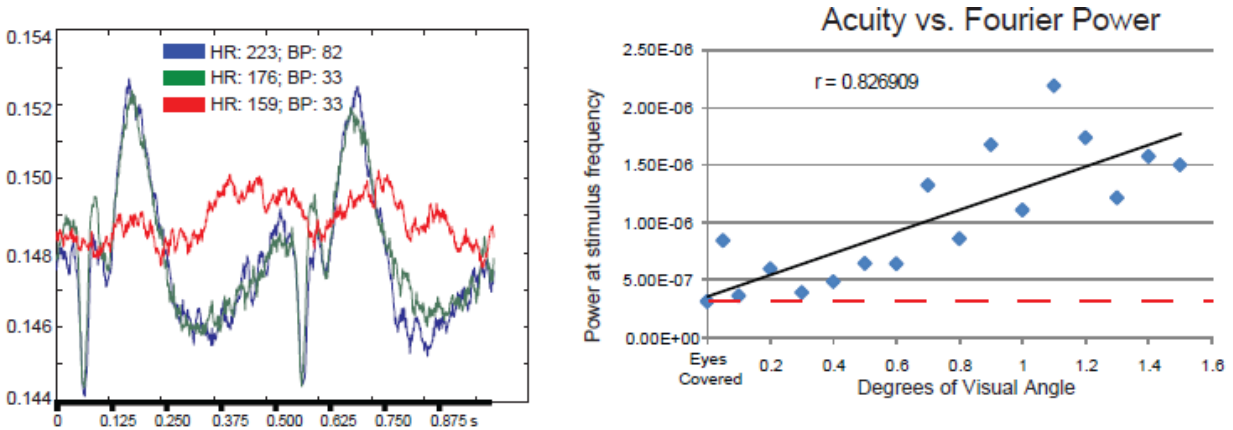 0.154
0.152
0.150
0.148
0.146
0.144
HR: 223; BP: 82
HR: 176; BP: 33
HR: 159; BP: 33
0 0.125 0.250 0.375 0.500 0.625 0.750 0.875 s
Acuity vs. Fourier Power
Power at stimulus frequency
2.50E-06
2.00E-06
1.50E-06
1.00E-06
5.00E-07
0.00E+00
r = 0.826909
Eyes Covered 0.2 0.4 0.6 0.8 1 1.2 1.4 1.6
Degrees of Visual Angle